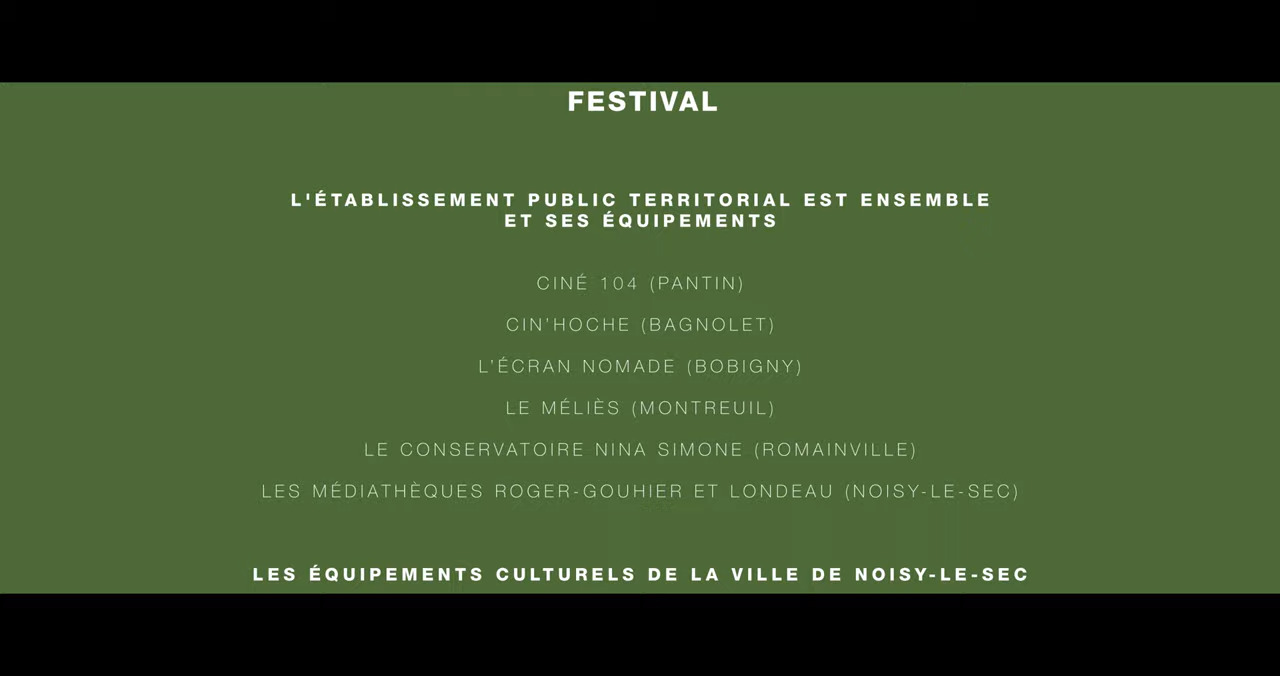 FESTIVAL
L'ÉTABLISSEMENT PUBLIC TERRITORIAL EST ENSEMBLE
ET SES ÉQUIPEMENTS
CINÉ 104 (PANTIN)
CIN'HOCHE (BAGNOLET)
L'ÉCRAN NOMADE (BOBIGNY)
LE MÉLIÈS (MONTREUIL)
LE CONSERVATOIRE NINA SIMONE (ROMAINVILLE)
LES MÉDIATHÈQUES ROGER-GOUHIER ET LONDEAU (NOISY-LE-SEC)
LES ÉQUIPEMENTS CULTURELS DE LA VILLE DE NOISY-LE-SEC